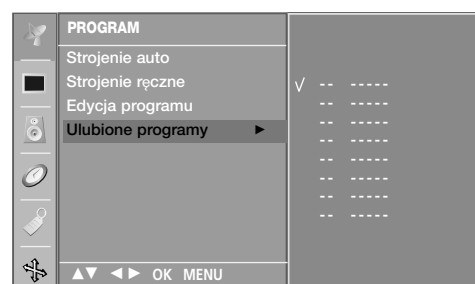 PROGRAM
Strojenie auto
Strojenie ręczne
Edycja programu
Ulubione programy ►
√ -- -----
-- -----
-- -----
-- -----
-- -----
-- -----
-- -----
-- -----
▲▼ ◄► OK MENU